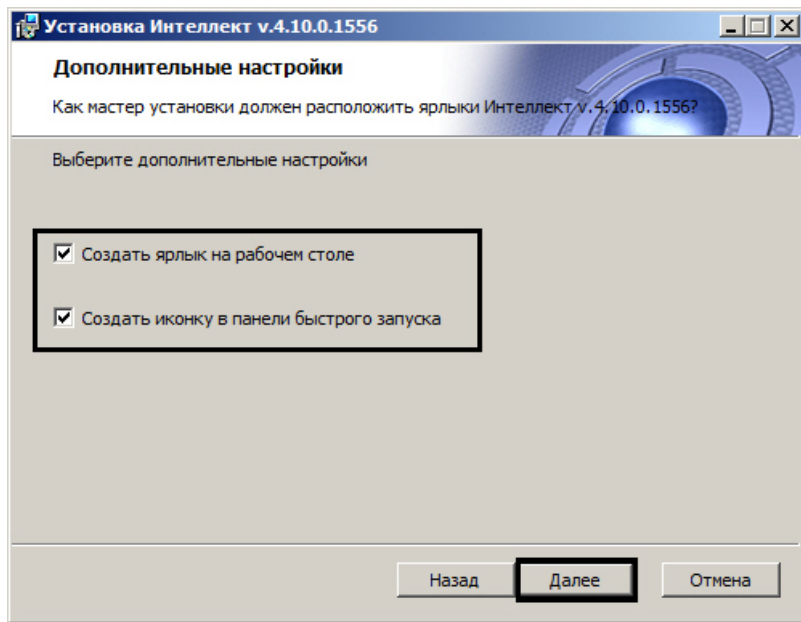 Установка Интеллект v.4.10.0.1556
Дополнительные настройки
Как мастер установки должен расположить ярлыки Интеллект v.4.10.0.1556?
Выберите дополнительные настройки
Создать ярлык на рабочем столе
Создать иконку в панели быстрого запуска
Назад Далее Отмена